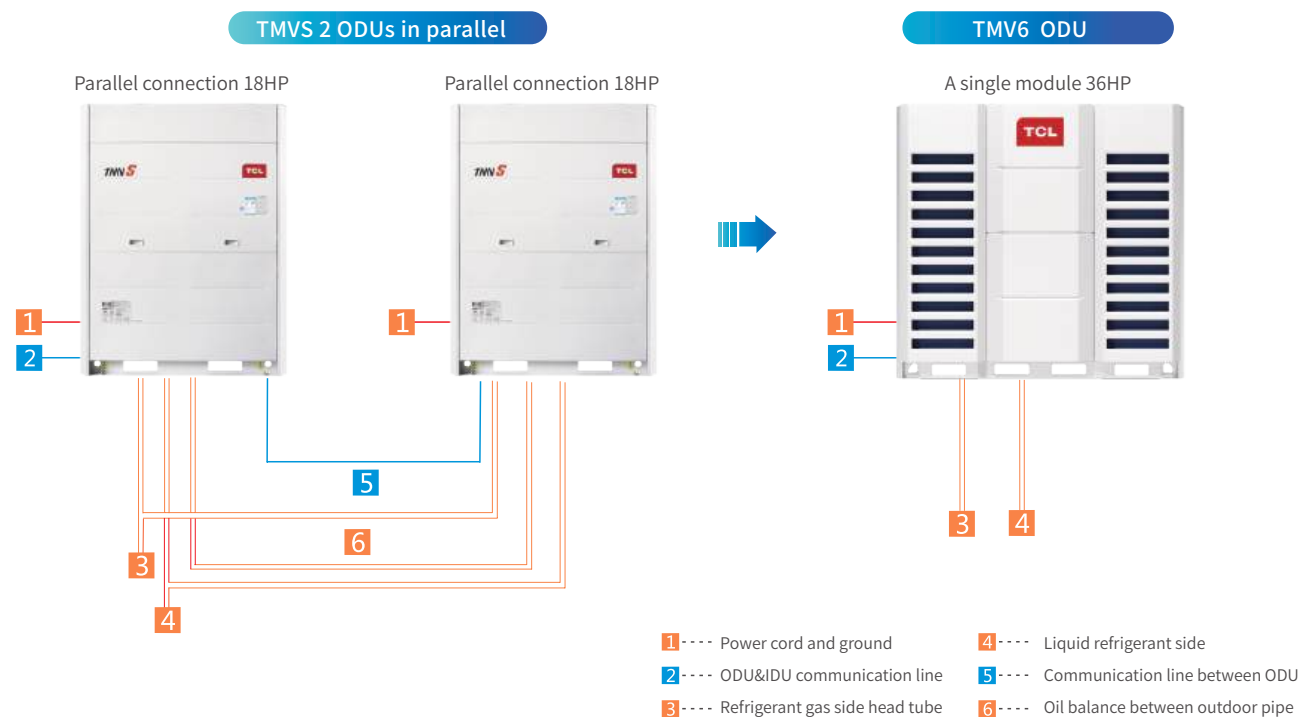 TMVS 2 ODUs in parallel
TMV6 ODU
Parallel connection 18HP
Parallel connection 18HP
A single module 36HP
TMV S
TCL
TMV S
TCL
TCL
1
2
1
1
2
5
6
3
4
3
4
1 ---- Power cord and ground
4 ---- Liquid refrigerant side
2 ---- ODU&IDU communication line
5 ---- Communication line between ODU
3 ---- Refrigerant gas side head tube
6 ---- Oil balance between outdoor pipe